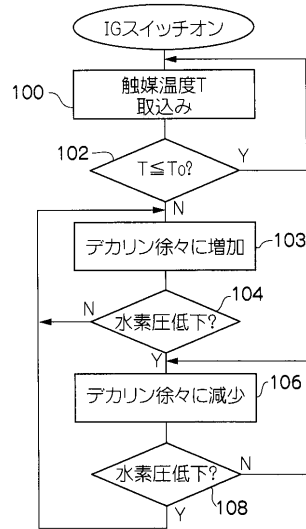 IGスイッチオン
触媒温度T
取込み
100
102
T≦T₀?
Y
N
デカリン徐々に増加
103
104
N
水素圧低下?
Y
デカリン徐々に減少
106
水素圧低下?
N
108
Y